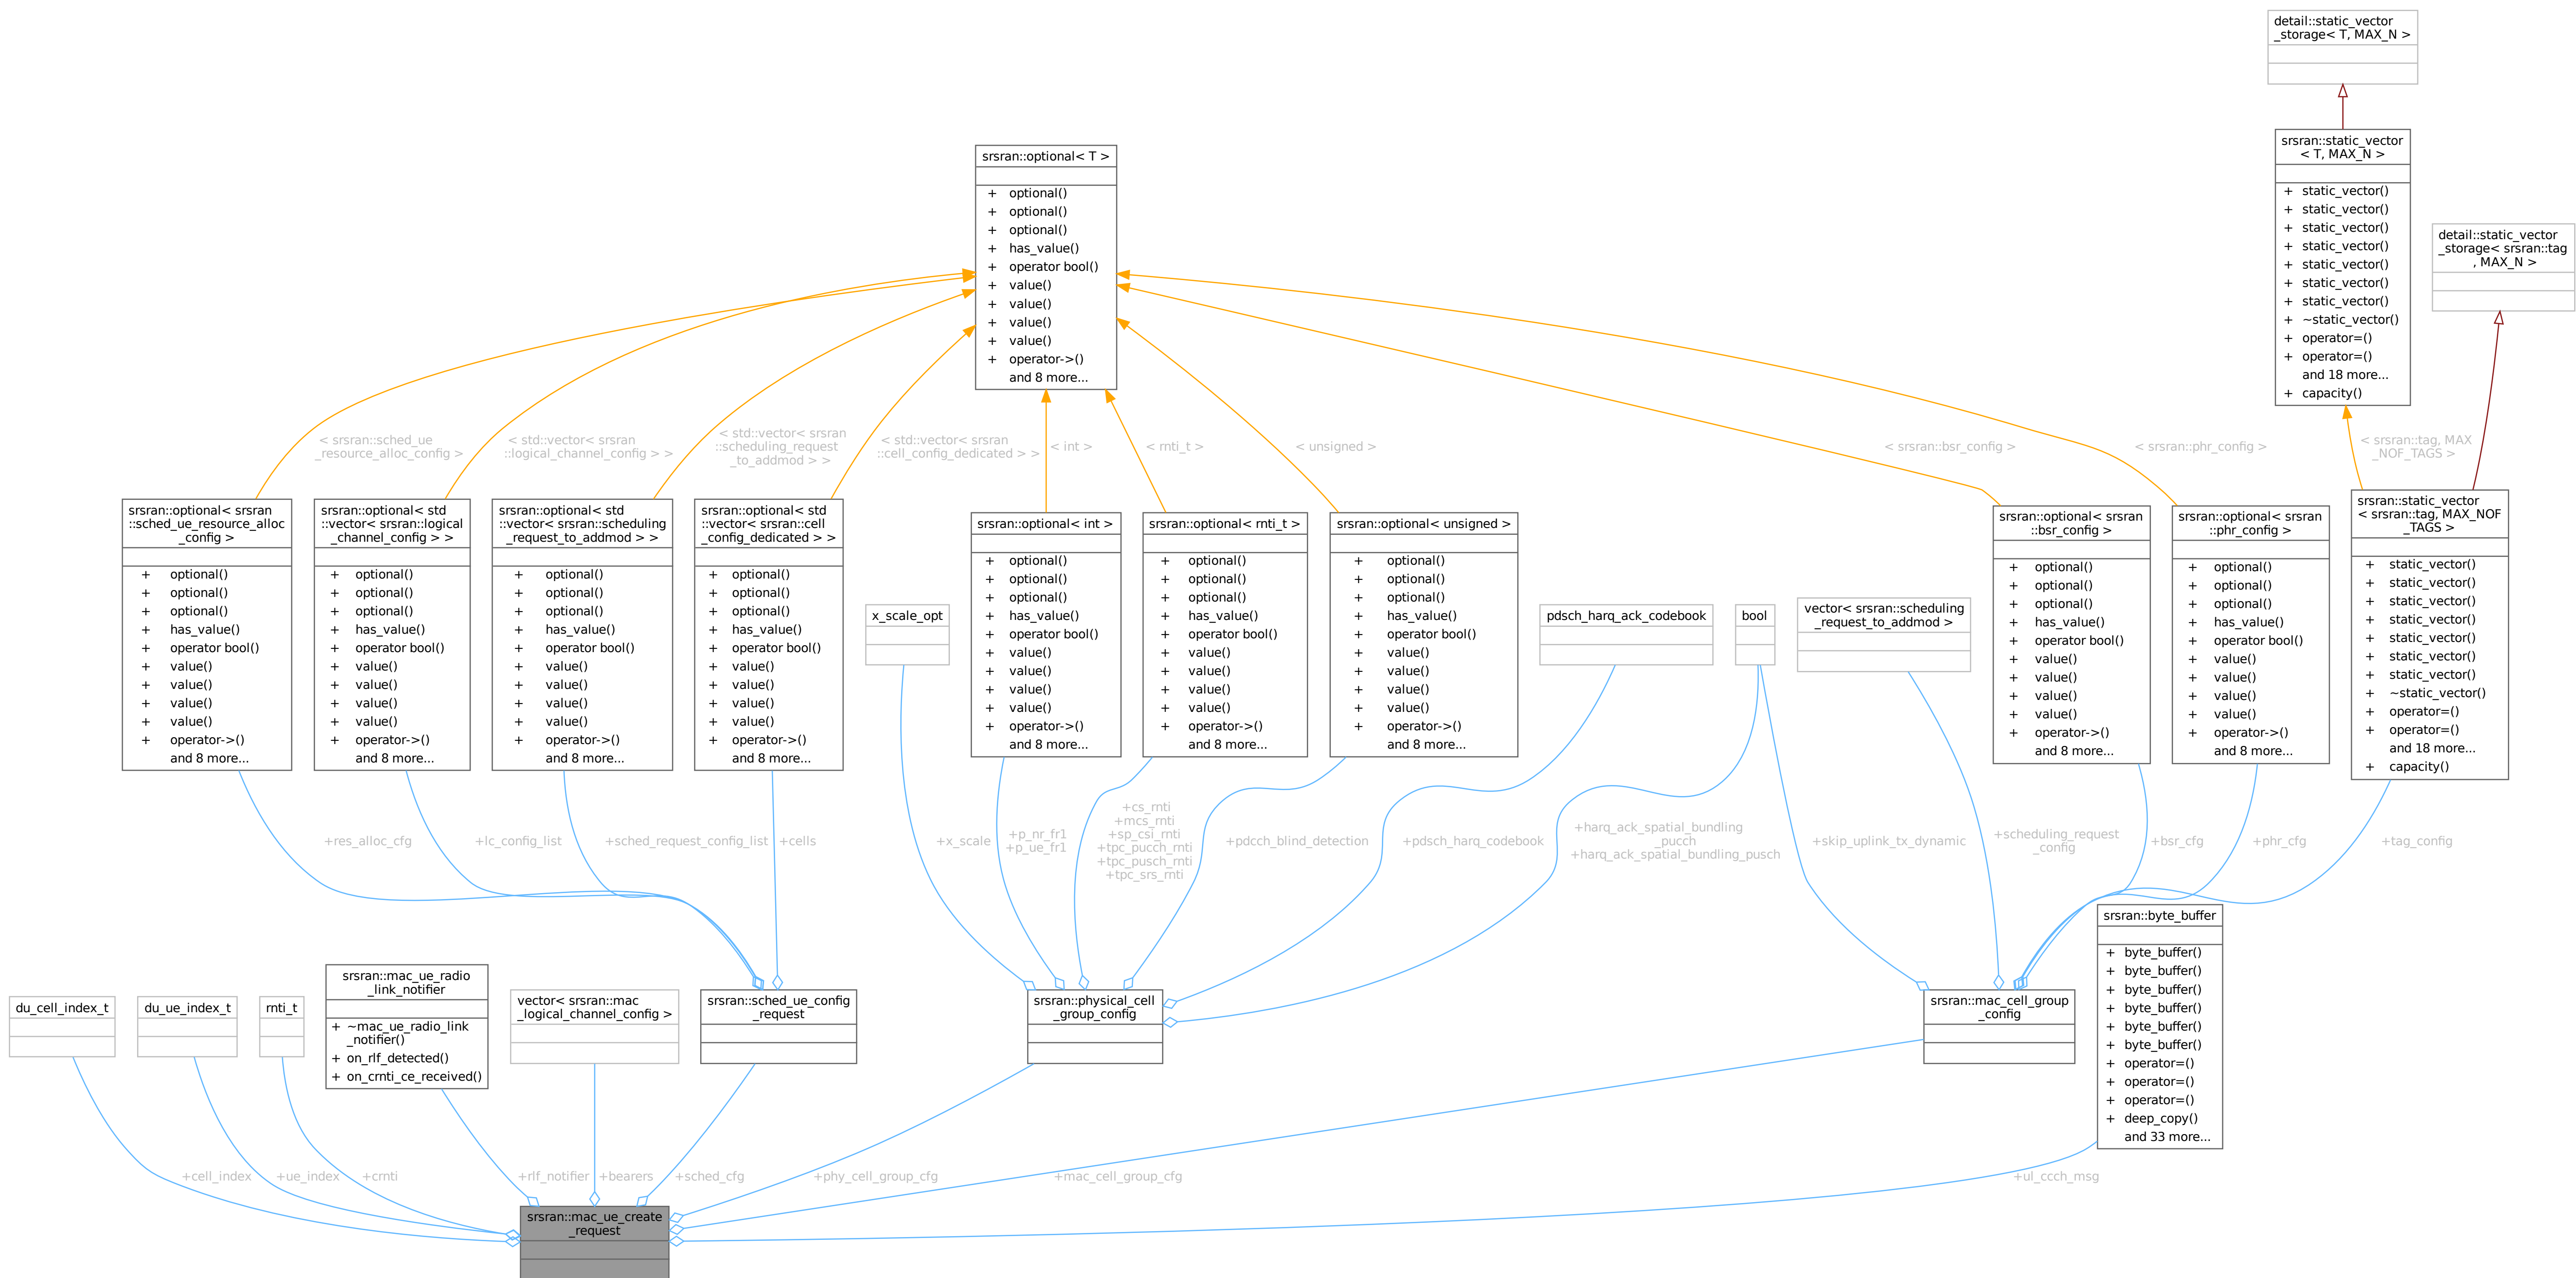 detail::static_vector
_storage< T, MAX_N >
srsran::static_vector
< T, MAX_N >
+ static_vector()
+ static_vector()
+ static_vector()
+ static_vector()
+ static_vector()
+ static_vector()
+ static_vector()
+ ~static_vector()
+ operator=()
+ operator=()
and 18 more...
+ capacity()
srsran::optional< T >
+ optional()
+ optional()
+ optional()
+ has_value()
+ operator bool()
+ value()
+ value()
+ value()
+ value()
+ operator->()
and 8 more...
detail::static_vector
_storage< srsran::tag
, MAX_N >
< srsran::sched_ue
_resource_alloc_config >
< std::vector< srsran
::logical_channel_config > >
< std::vector< srsran
::scheduling_request
_to_addmod > >
< std::vector< srsran
::cell_config_dedicated > >
< int >
< rnti_t >
< unsigned >
< srsran::bsr_config >
< srsran::phr_config >
< srsran::tag, MAX
_NOF_TAGS >
srsran::optional< srsran
::sched_ue_resource_alloc
_config >
+ optional()
+ optional()
+ optional()
+ has_value()
+ operator bool()
+ value()
+ value()
+ value()
+ value()
+ operator->()
and 8 more...
srsran::optional< std
::vector< srsran::logical
_channel_config > >
+ optional()
+ optional()
+ optional()
+ has_value()
+ operator bool()
+ value()
+ value()
+ value()
+ value()
+ operator->()
and 8 more...
srsran::optional< std
::vector< srsran::scheduling
_request_to_addmod > >
+ optional()
+ optional()
+ optional()
+ has_value()
+ operator bool()
+ value()
+ value()
+ value()
+ value()
+ operator->()
and 8 more...
srsran::optional< std
::vector< srsran::cell
_config_dedicated > >
+ optional()
+ optional()
+ optional()
+ has_value()
+ operator bool()
+ value()
+ value()
+ value()
+ value()
+ operator->()
and 8 more...
x_scale_opt
srsran::optional< int >
+ optional()
+ optional()
+ optional()
+ has_value()
+ operator bool()
+ value()
+ value()
+ value()
+ value()
+ operator->()
and 8 more...
srsran::optional< rnti_t >
+ optional()
+ optional()
+ optional()
+ has_value()
+ operator bool()
+ value()
+ value()
+ value()
+ value()
+ operator->()
and 8 more...
srsran::optional< unsigned >
+ optional()
+ optional()
+ optional()
+ has_value()
+ operator bool()
+ value()
+ value()
+ value()
+ value()
+ operator->()
and 8 more...
pdsch_harq_ack_codebook
bool
vector< srsran::scheduling
_request_to_addmod >
srsran::optional< srsran
::bsr_config >
+ optional()
+ optional()
+ optional()
+ has_value()
+ operator bool()
+ value()
+ value()
+ value()
+ value()
+ operator->()
and 8 more...
srsran::optional< srsran
::phr_config >
+ optional()
+ optional()
+ optional()
+ has_value()
+ operator bool()
+ value()
+ value()
+ value()
+ value()
+ operator->()
and 8 more...
srsran::static_vector
< srsran::tag, MAX_NOF
_TAGS >
+ static_vector()
+ static_vector()
+ static_vector()
+ static_vector()
+ static_vector()
+ static_vector()
+ static_vector()
+ ~static_vector()
+ operator=()
+ operator=()
and 18 more...
+ capacity()
+res_alloc_cfg
+lc_config_list
+sched_request_config_list
+cells
+x_scale
+p_nr_fr1
+p_ue_fr1
+cs_rnti
+mcs_rnti
+sp_csi_rnti
+tpc_pucch_rnti
+tpc_pusch_rnti
+tpc_srs_rnti
+pdcch_blind_detection
+pdsch_harq_codebook
+harq_ack_spatial_bundling
_pucch
+harq_ack_spatial_bundling_pusch
+skip_uplink_tx_dynamic
+scheduling_request
_config
+bsr_cfg
+phr_cfg
+tag_config
du_cell_index_t
du_ue_index_t
rnti_t
srsran::mac_ue_radio
_link_notifier
+ ~mac_ue_radio_link
_notifier()
+ on_rlf_detected()
+ on_crnti_ce_received()
vector< srsran::mac
_logical_channel_config >
srsran::sched_ue_config
_request
srsran::physical_cell
_group_config
srsran::mac_cell_group
_config
srsran::byte_buffer
+ byte_buffer()
+ byte_buffer()
+ byte_buffer()
+ byte_buffer()
+ byte_buffer()
+ byte_buffer()
+ operator=()
+ operator=()
+ operator=()
+ deep_copy()
and 33 more...
+cell_index
+ue_index
+crnti
+rlf_notifier
+bearers
+sched_cfg
+phy_cell_group_cfg
+mac_cell_group_cfg
+ul_ccch_msg
srsran::mac_ue_create
_request